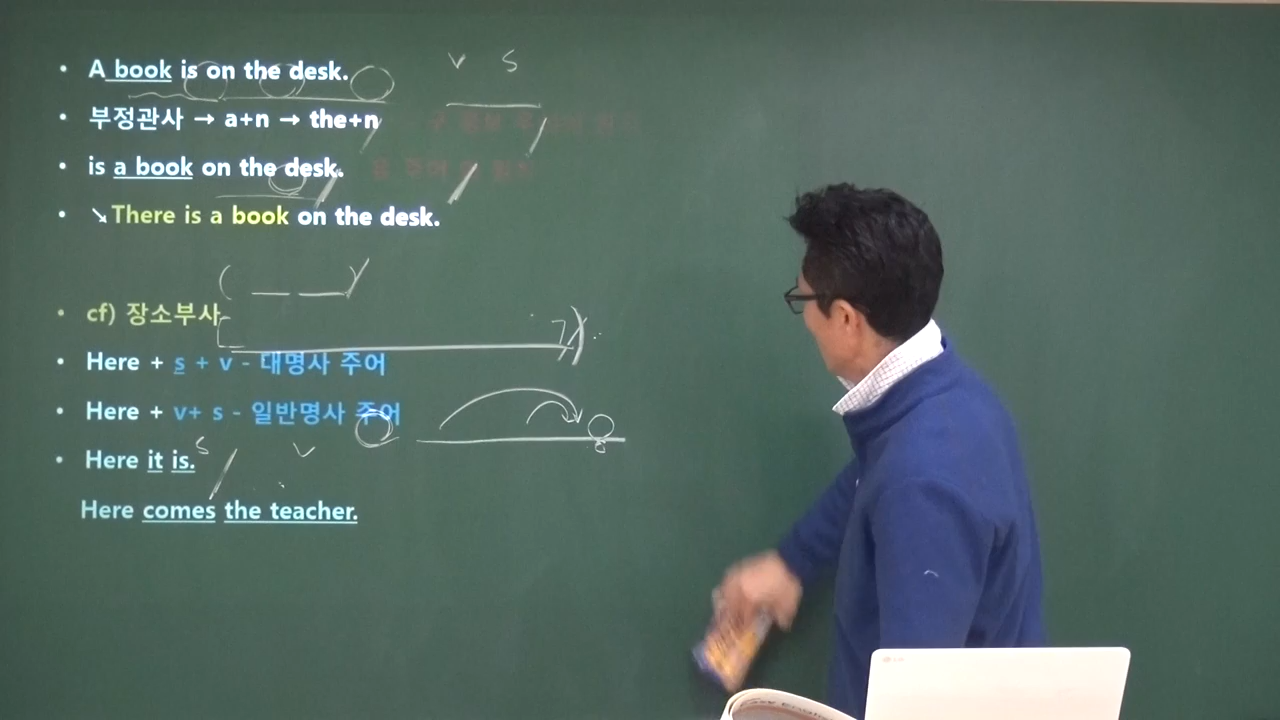 • A book is on the desk.
v s
• 부정관사 → a+n → the+n
• is a book on the desk.
• ↘There is a book on the desk.
• cf) 장소부사
• Here + s + v - 대명사 주어
• Here + v+ s - 일반명사 주어
s v
• Here it is.
Here comes the teacher.
LG